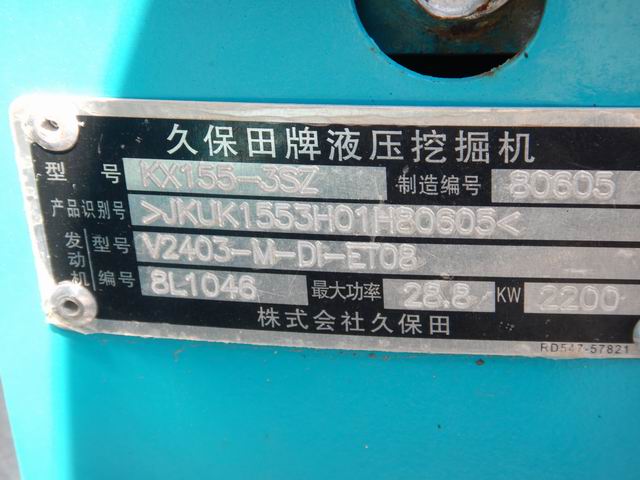 久保田牌液压挖掘机
型 号 KX155-3SZ 制造编号 80605
产品识别号 >JKUK1553H01H80605<
发动机 型号 V2403-M-DI-ET08
编号 8L1046 最大功率 28.8 KW 2200
株式会社久保田
RD547-57821